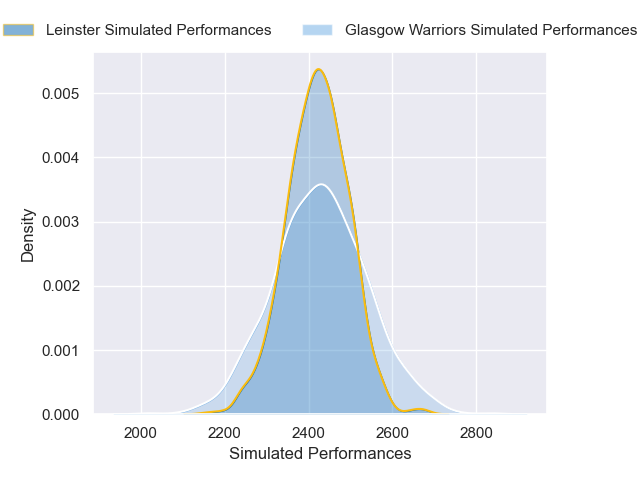 Leinster Simulated Performances Glasgow Warriors Simulated Performances
0.005
0.004
0.003
0.002
0.001
0.000
Density
2000 2200 2400 2600 2800
Simulated Performances